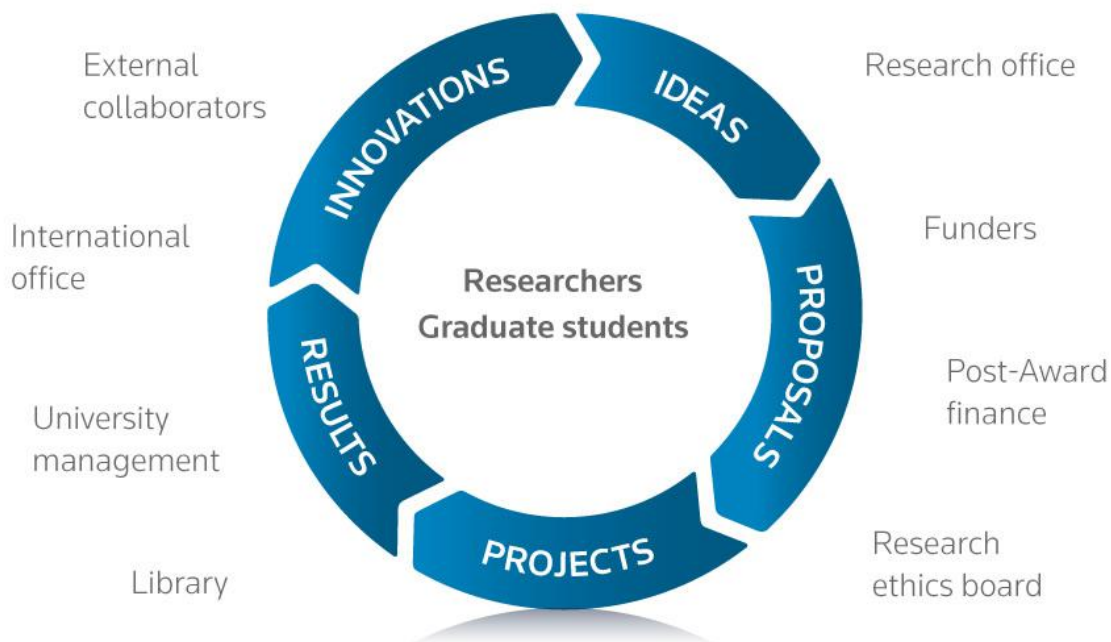 External
collaborators
International
office
University
management
Library
INNOVATIONS
IDEAS
PROPOSALS
PROJECTS
RESULTS
Researchers
Graduate students
Research office
Funders
Post-Award
finance
Research
ethics board